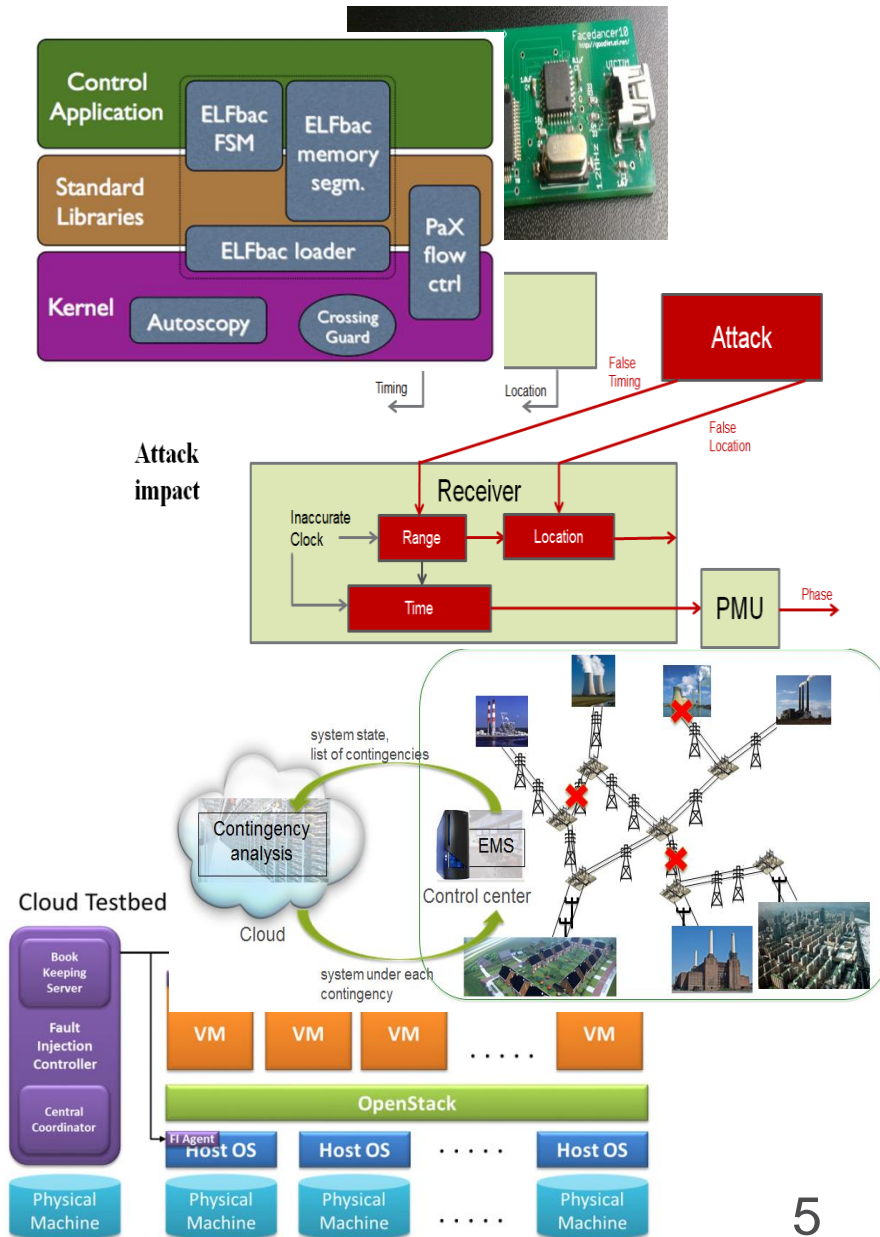 Control
Application
ELFbac
FSM
ELFbac
memory
segm.
Standard
Libraries
PaX
flow
ctrl
ELFbac loader
Kernel
Autoscopy
Crossing
Guard
Facedancer10
VICTIM
12MHz
Timing
Location
False
Timing
Attack
False
Location
Attack
impact
Receiver
Inaccurate
Clock
Range
Location
Time
PMU
Phase
system state,
list of contingencies
Contingency
analysis
EMS
Control center
Cloud
system under each
contingency
Cloud Testbed
Book
Keeping
Server
Fault
Injection
Controller
Central
Coordinator
VM
VM
VM
. . . . .
VM
OpenStack
FI Agent
Host OS
Host OS
. . . . .
Host OS
Physical
Machine
Physical
Machine
Physical
Machine
. . . . .
Physical
Machine
5